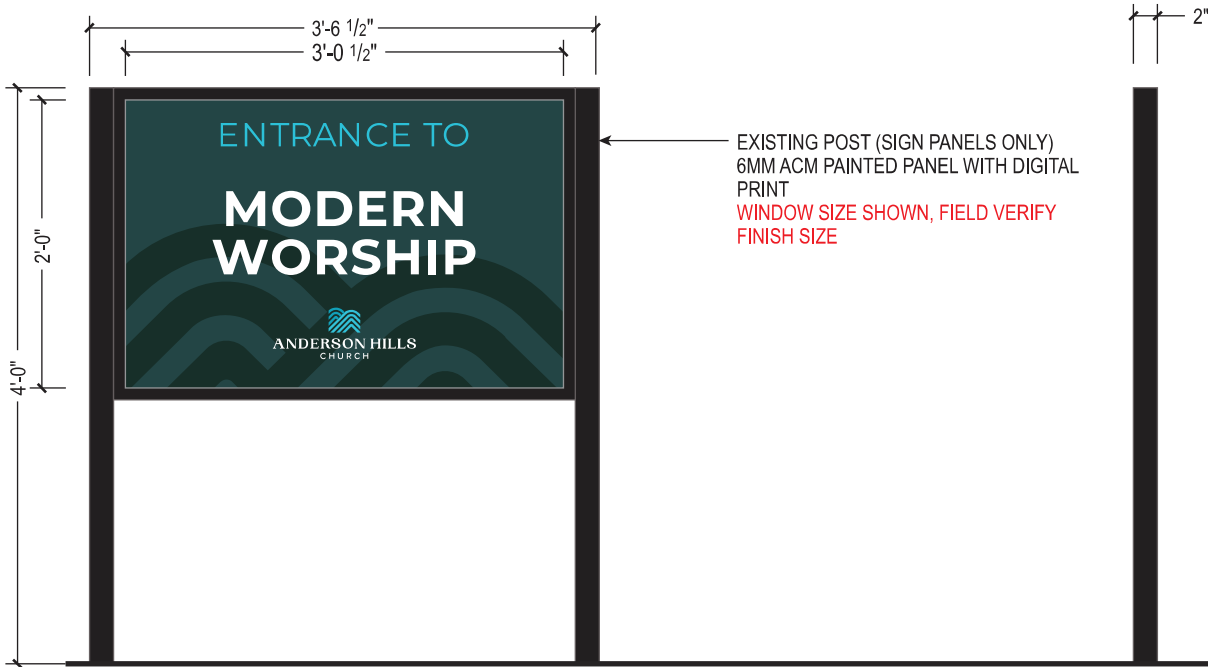 3'-6 1/2"
3'-0 1/2"
2"
2'-0"
4'-0"
ENTRANCE TO
MODERN
WORSHIP
ANDERSON HILLS
CHURCH
EXISTING POST (SIGN PANELS ONLY)
6MM ACM PAINTED PANEL WITH DIGITAL
PRINT
WINDOW SIZE SHOWN, FIELD VERIFY
FINISH SIZE